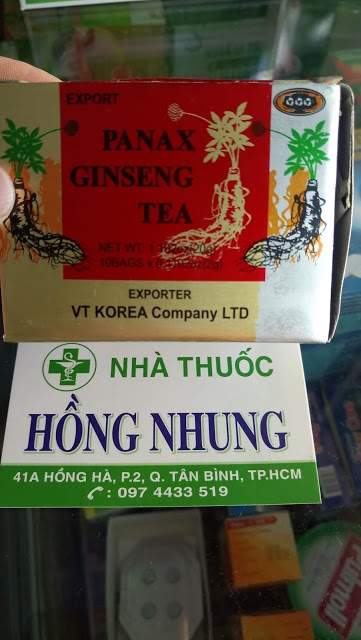 EXPORT
PANAX
GINSENG
TEA
EXPORTER
VT KOREA Company LTD
NHÀ THUỐC
HỒNG NHUNG
41A HỒNG HÀ, P.2, Q. TÂN BÌNH, TP.HCM
: 097 4433 519